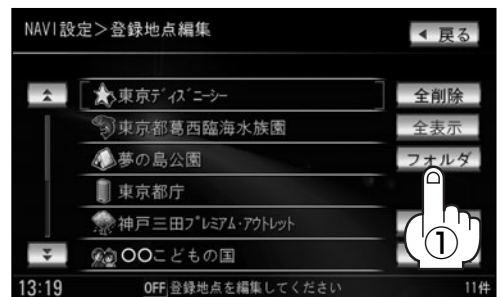 NAVI設定＞登録地点編集
戻る
東京ディズニーシー
全削除
東京都葛西臨海水族園
全表示
夢の島公園
フォルダ
東京都庁
神戸三田プレミアム・アウトレット
1
〇〇こどもの国
13:19
OFF 登録地点を編集してください
11件